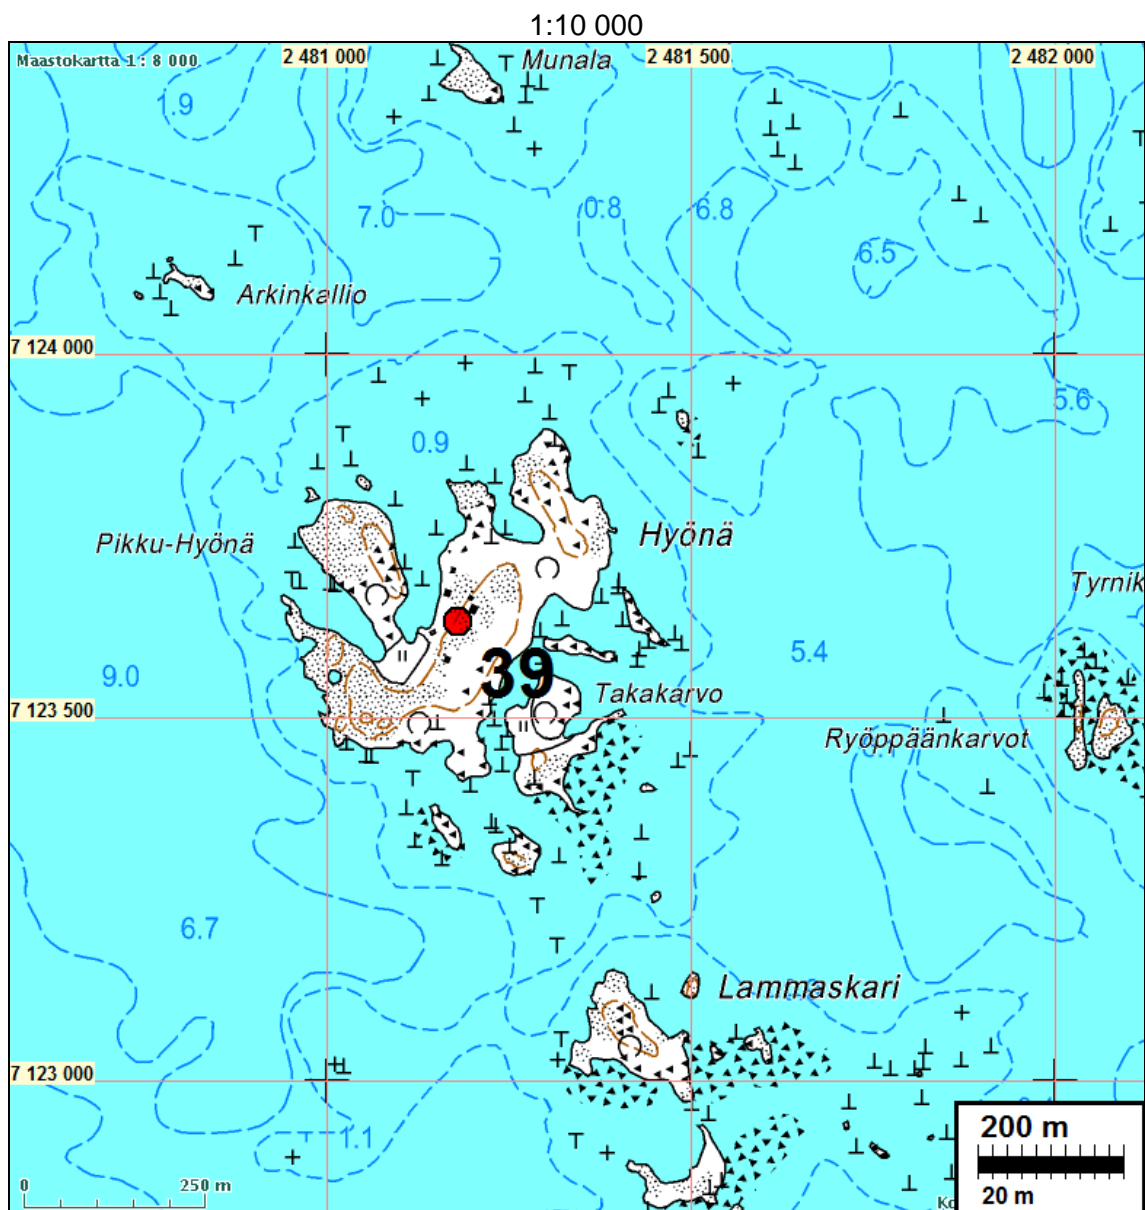 1:10 000
Maastokartta 1 : 8 000
2 481 000
2 481 500
2 482 000
Munala
1.9
7.0
0.8
6.8
6.5
Arkinkallio
7 124 000
5.6
0.9
Pikku-Hyönä
Hyönä
Tyrnik
9.0
39
5.4
Takakarvo
7 123 500
Ryöppäänkarvot
6.7
Lammaskari
7 123 000
1.1
200 m
20 m
0
250 m